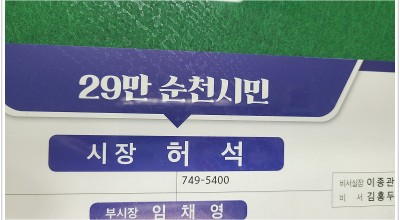 29만 순천시민
시장 허 석
749-5400
비서실장 이종관
비 서 김홍두
부시장 임 채 영